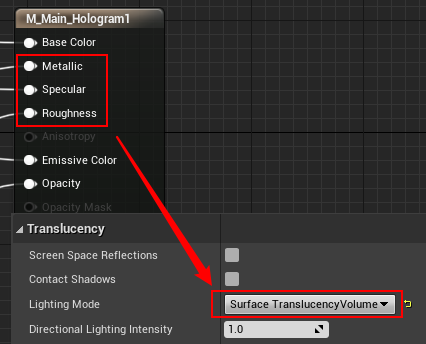 M_Main_Hologram1
Base Color
Metallic
Specular
Roughness
Anisotropy
Emissive Color
Opacity
Opacity Mask
Translucency
Screen Space Reflections
Contact Shadows
Lighting Mode Surface TranslucencyVolume
Directional Lighting Intensity 1.0